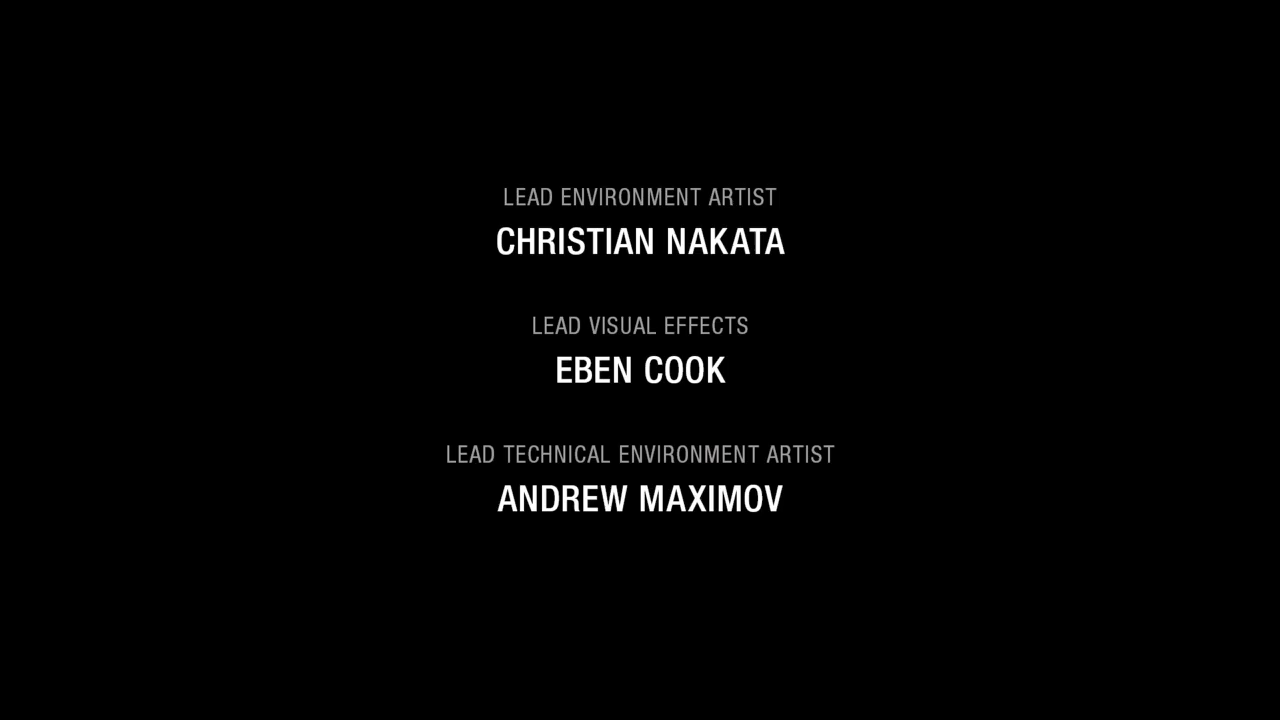 LEAD ENVIRONMENT ARTIST
CHRISTIAN NAKATA
LEAD VISUAL EFFECTS
EBEN COOK
LEAD TECHNICAL ENVIRONMENT ARTIST
ANDREW MAXIMOV